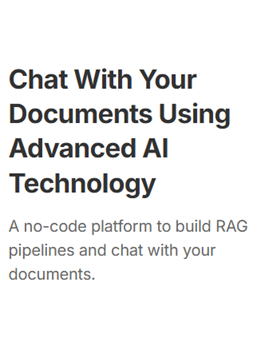 Chat With Your
Documents Using
Advanced AI
Technology
A no-code platform to build RAG
pipelines and chat with your
documents.